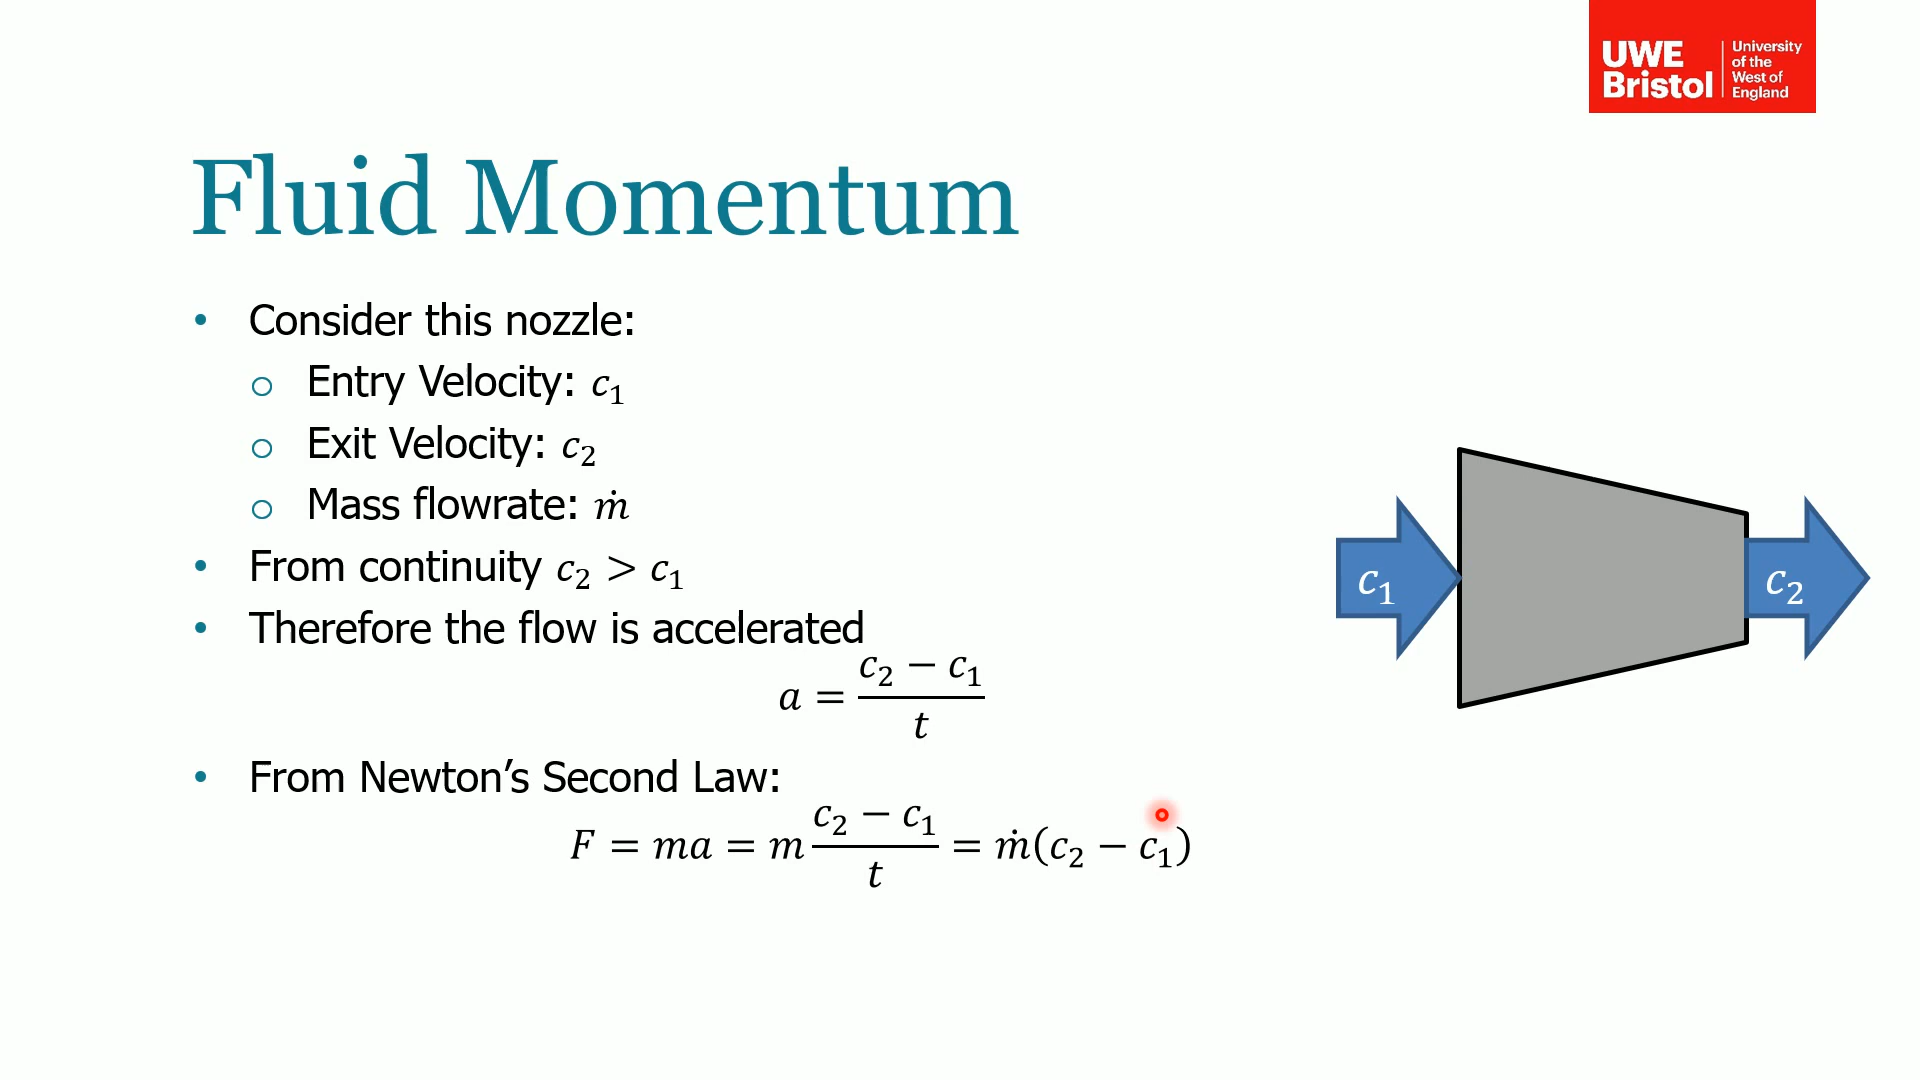 UWE Bristol
University of the West of England
Fluid Momentum
• Consider this nozzle:
o Entry Velocity: c₁
o Exit Velocity: c₂
o Mass flowrate: ṁ
• From continuity c₂ > c₁
• Therefore the flow is accelerated
a = (c₂ − c₁)/t
• From Newton’s Second Law:
F = ma = m (c₂ − c₁)/t = ṁ(c₂ − c₁)
c₁
c₂